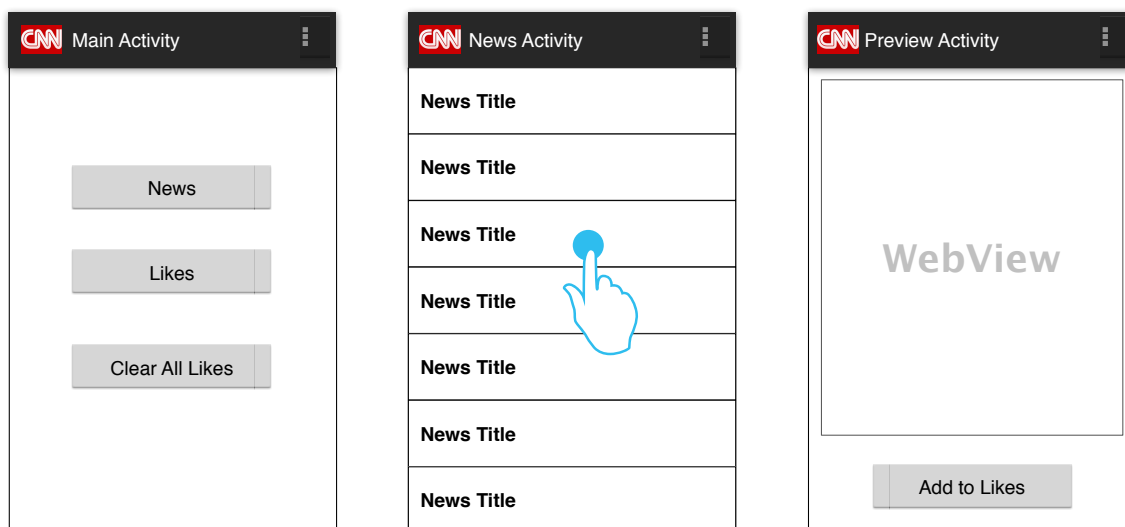 CNN Main Activity
News
Likes
Clear All Likes
CNN News Activity
News Title
News Title
News Title
News Title
News Title
News Title
News Title
CNN Preview Activity
WebView
Add to Likes